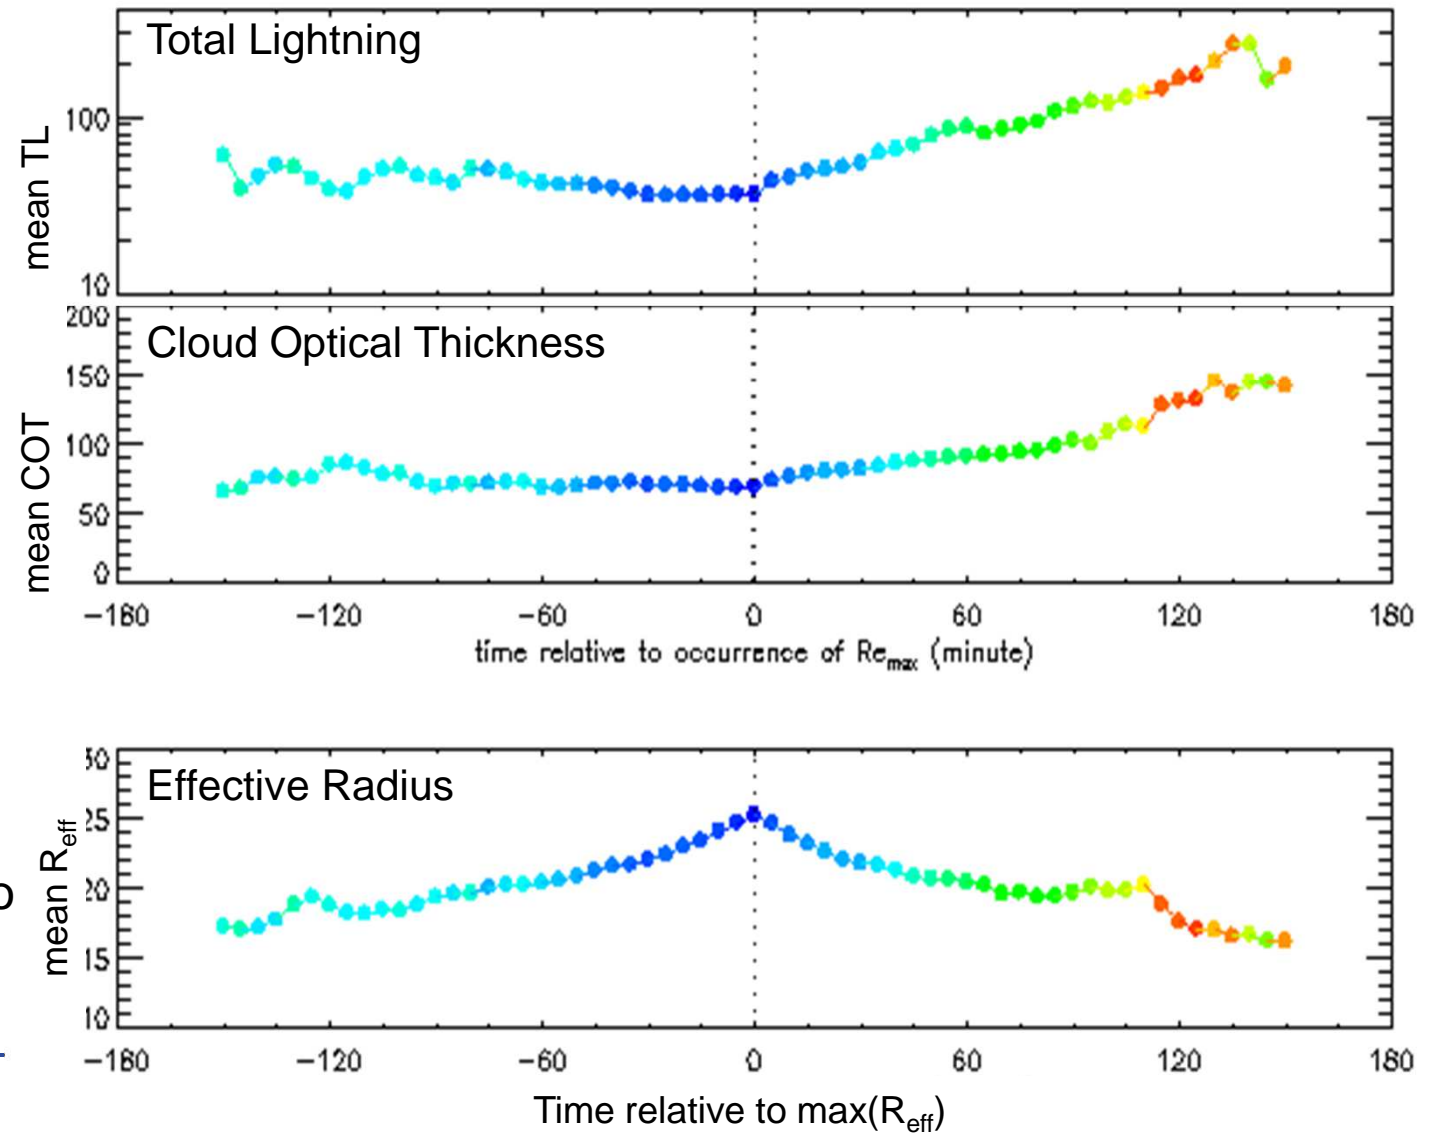 Total Lightning
mean TL
100
10
Cloud Optical Thickness
mean COT
200
150
100
50
0
−180 −120 −60 0 60 120 180
time relative to occurrence of Re_max (minute)
Effective Radius
mean R_eff
30
25
20
15
10
−180 −120 −60 0 60 120 180
Time relative to max(R_eff)